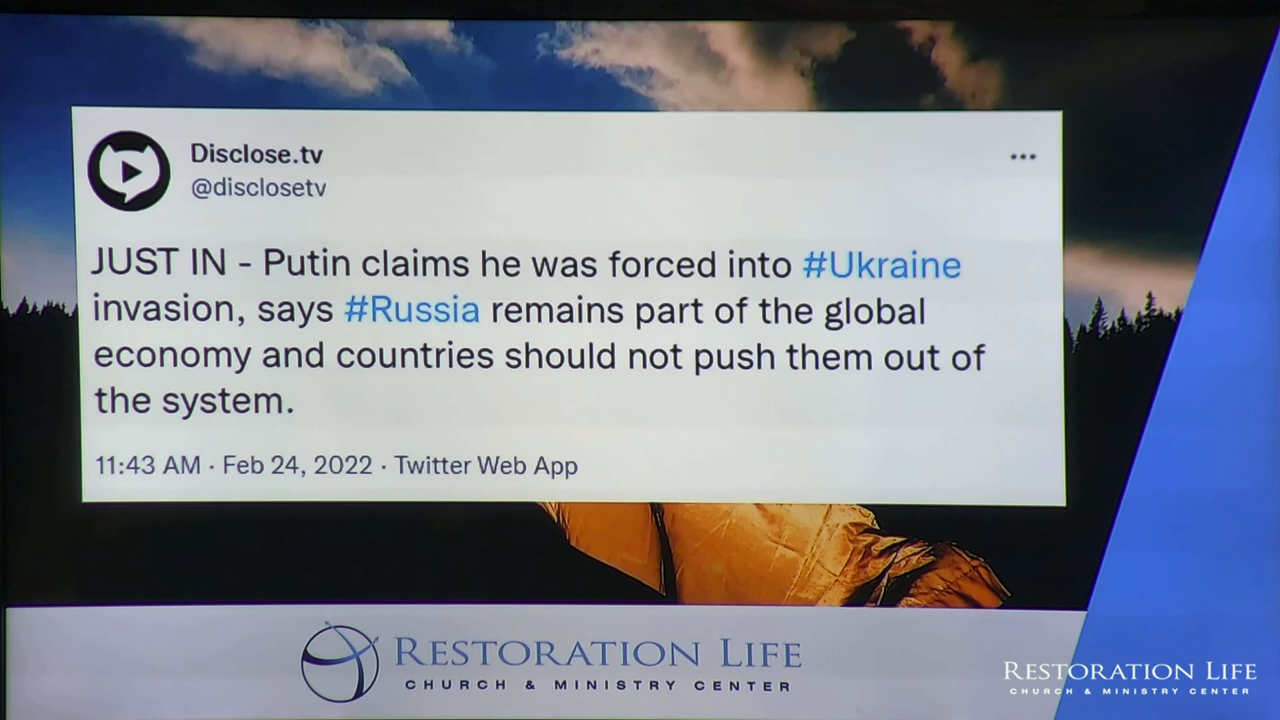 Disclose.tv
@disclosetv
JUST IN - Putin claims he was forced into #Ukraine
invasion, says #Russia remains part of the global
economy and countries should not push them out of
the system.
11:43 AM · Feb 24, 2022 · Twitter Web App
RESTORATION LIFE
CHURCH & MINISTRY CENTER
RESTORATION LIFE
CHURCH & MINISTRY CENTER